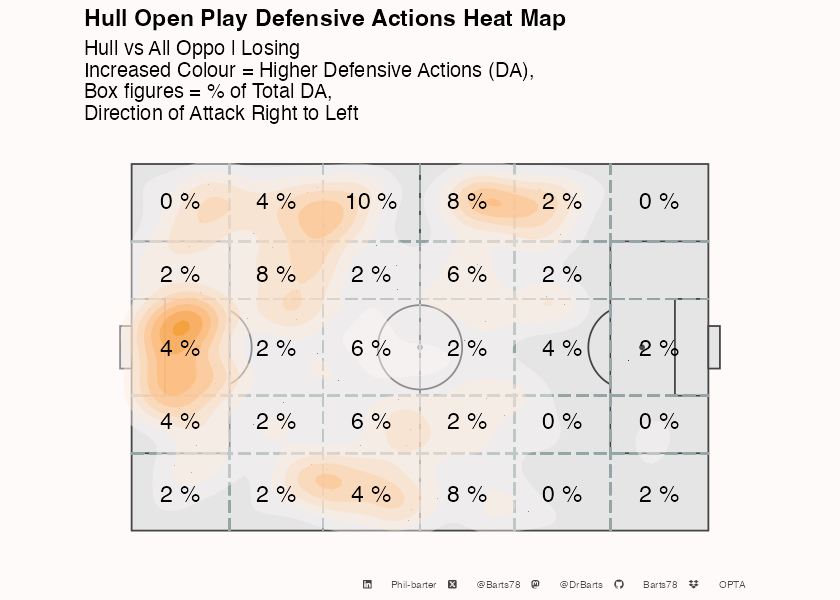 Hull Open Play Defensive Actions Heat Map
Hull vs All Oppo l Losing
Increased Colour = Higher Defensive Actions (DA),
Box figures = % of Total DA,
Direction of Attack Right to Left
0 % 4 % 10 % 8 % 2 % 0 %
2 % 8 % 2 % 6 % 2 %
4 % 2 % 6 % 2 % 4 % 2 %
4 % 2 % 6 % 2 % 0 % 0 %
2 % 2 % 4 % 8 % 0 % 2 %
Phil-barter @Barts78 @DrBarts Barts78 OPTA